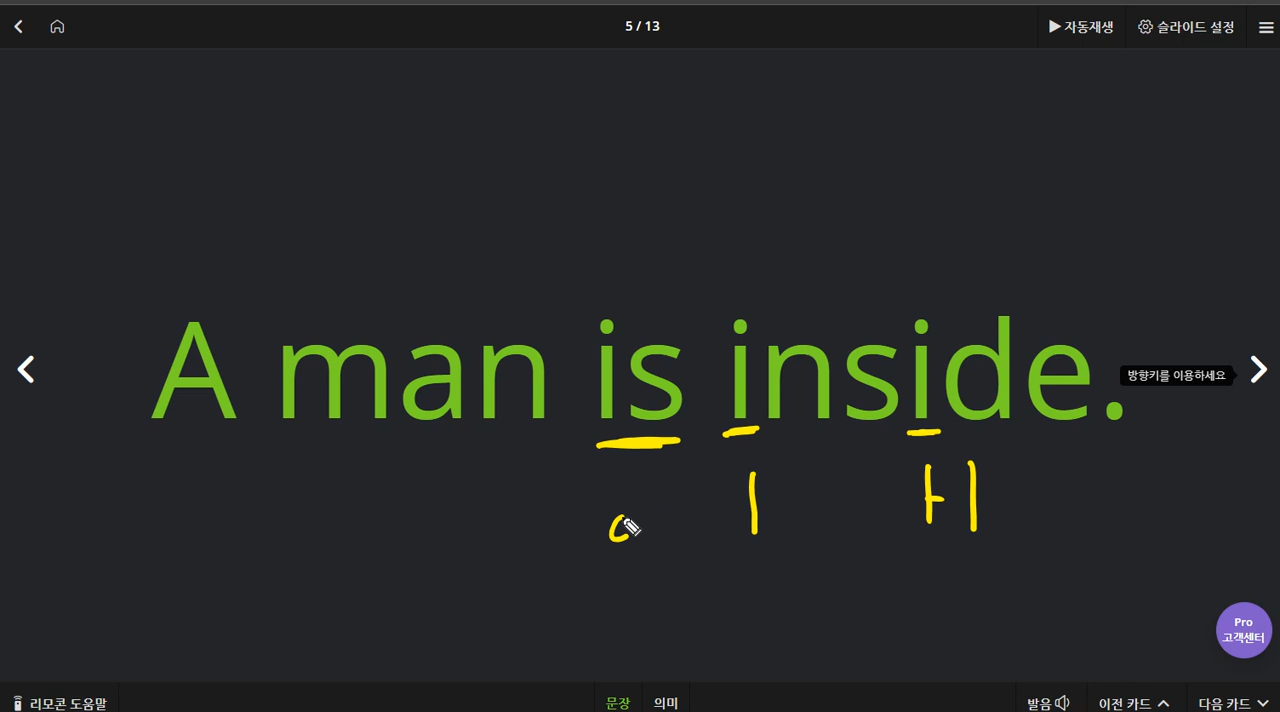 5 / 13
▶ 자동재생
슬라이드 설정
A man is inside.
방향키를 이용하세요
ㅣ ㅏㅣ
Pro
고객센터
리모콘 도움말
문장
의미
발음
이전 카드
다음 카드